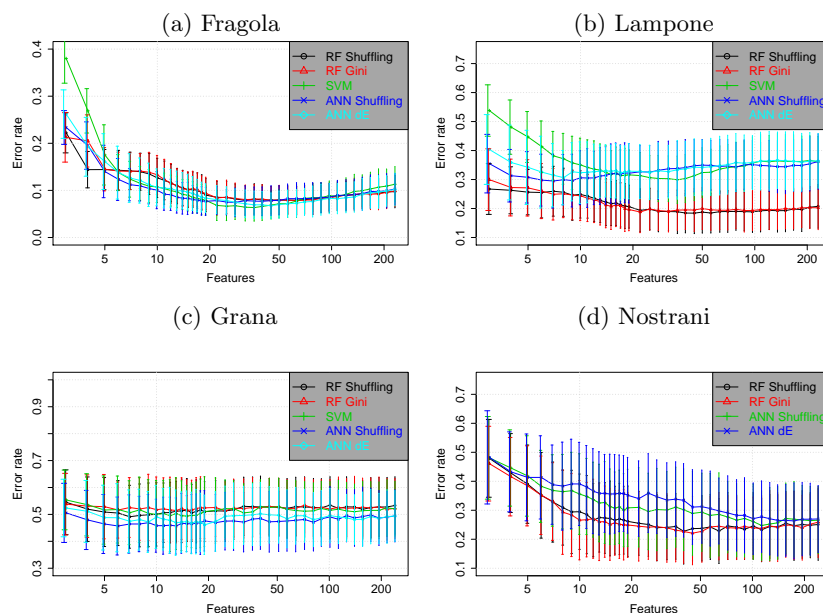 (a) Fragola
RF Shuffling
RF Gini
SVM
ANN Shuffling
ANN dE
Error rate
0.0
0.1
0.2
0.3
0.4
5
10
20
50
100
200
Features
(b) Lampone
RF Shuffling
RF Gini
SVM
ANN Shuffling
ANN dE
Error rate
0.1
0.2
0.3
0.4
0.5
0.6
0.7
5
10
20
50
100
200
Features
(c) Grana
RF Shuffling
RF Gini
SVM
ANN Shuffling
ANN dE
Error rate
0.3
0.5
0.7
0.9
5
10
20
50
100
200
Features
(d) Nostrani
RF Shuffling
RF Gini
ANN Shuffling
ANN dE
Error rate
0.1
0.2
0.3
0.4
0.5
0.6
0.7
5
10
20
50
100
200
Features